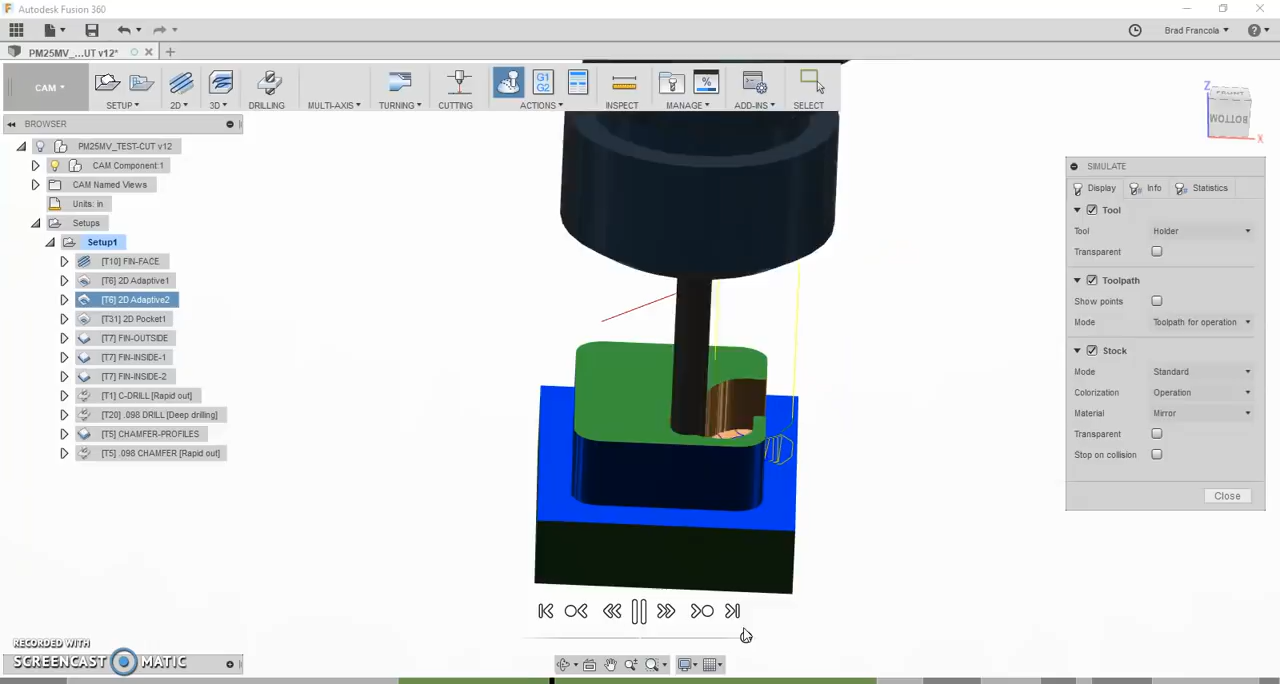 Autodesk Fusion 360
Brad Francola
PM25MV_...UT v12*
CAM
SETUP
2D
3D
DRILLING
MULTI-AXIS
TURNING
CUTTING
G1
G2
ACTIONS
INSPECT
MANAGE
ADD-INS
SELECT
BROWSER
PM25MV_TEST-CUT v12
CAM Component:1
CAM Named Views
Units: in
Setups
Setup1
[T10] FIN-FACE
[T6] 2D Adaptive1
[T6] 2D Adaptive2
[T31] 2D Pocket1
[T7] FIN-OUTSIDE
[T7] FIN-INSIDE-1
[T7] FIN-INSIDE-2
[T1] C-DRILL [Rapid out]
[T20] .098 DRILL [Deep drilling]
[T5] CHAMFER-PROFILES
[T5] .098 CHAMFER [Rapid out]
Z
FRONT
BOTTOM
X
SIMULATE
Display
Info
Statistics
Tool
Tool Holder
Transparent
Toolpath
Show points
Mode Toolpath for operation
Stock
Mode Standard
Colorization Operation
Material Mirror
Transparent
Stop on collision
Close
RECORDED WITH
SCREENCAST MATIC